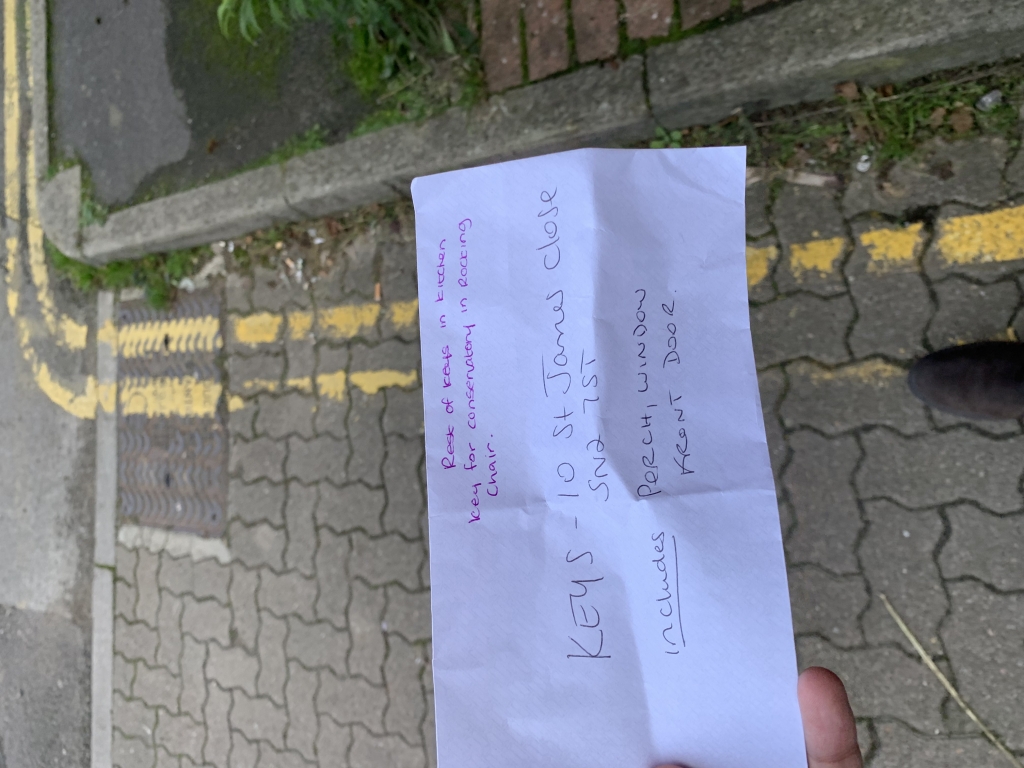 Rest of keys in kitchen
key for conservatory in rocking
chair.
KEYS - 10 St James close
SN2 7ST
includes PERCH, WINDOW
FRONT DOOR.